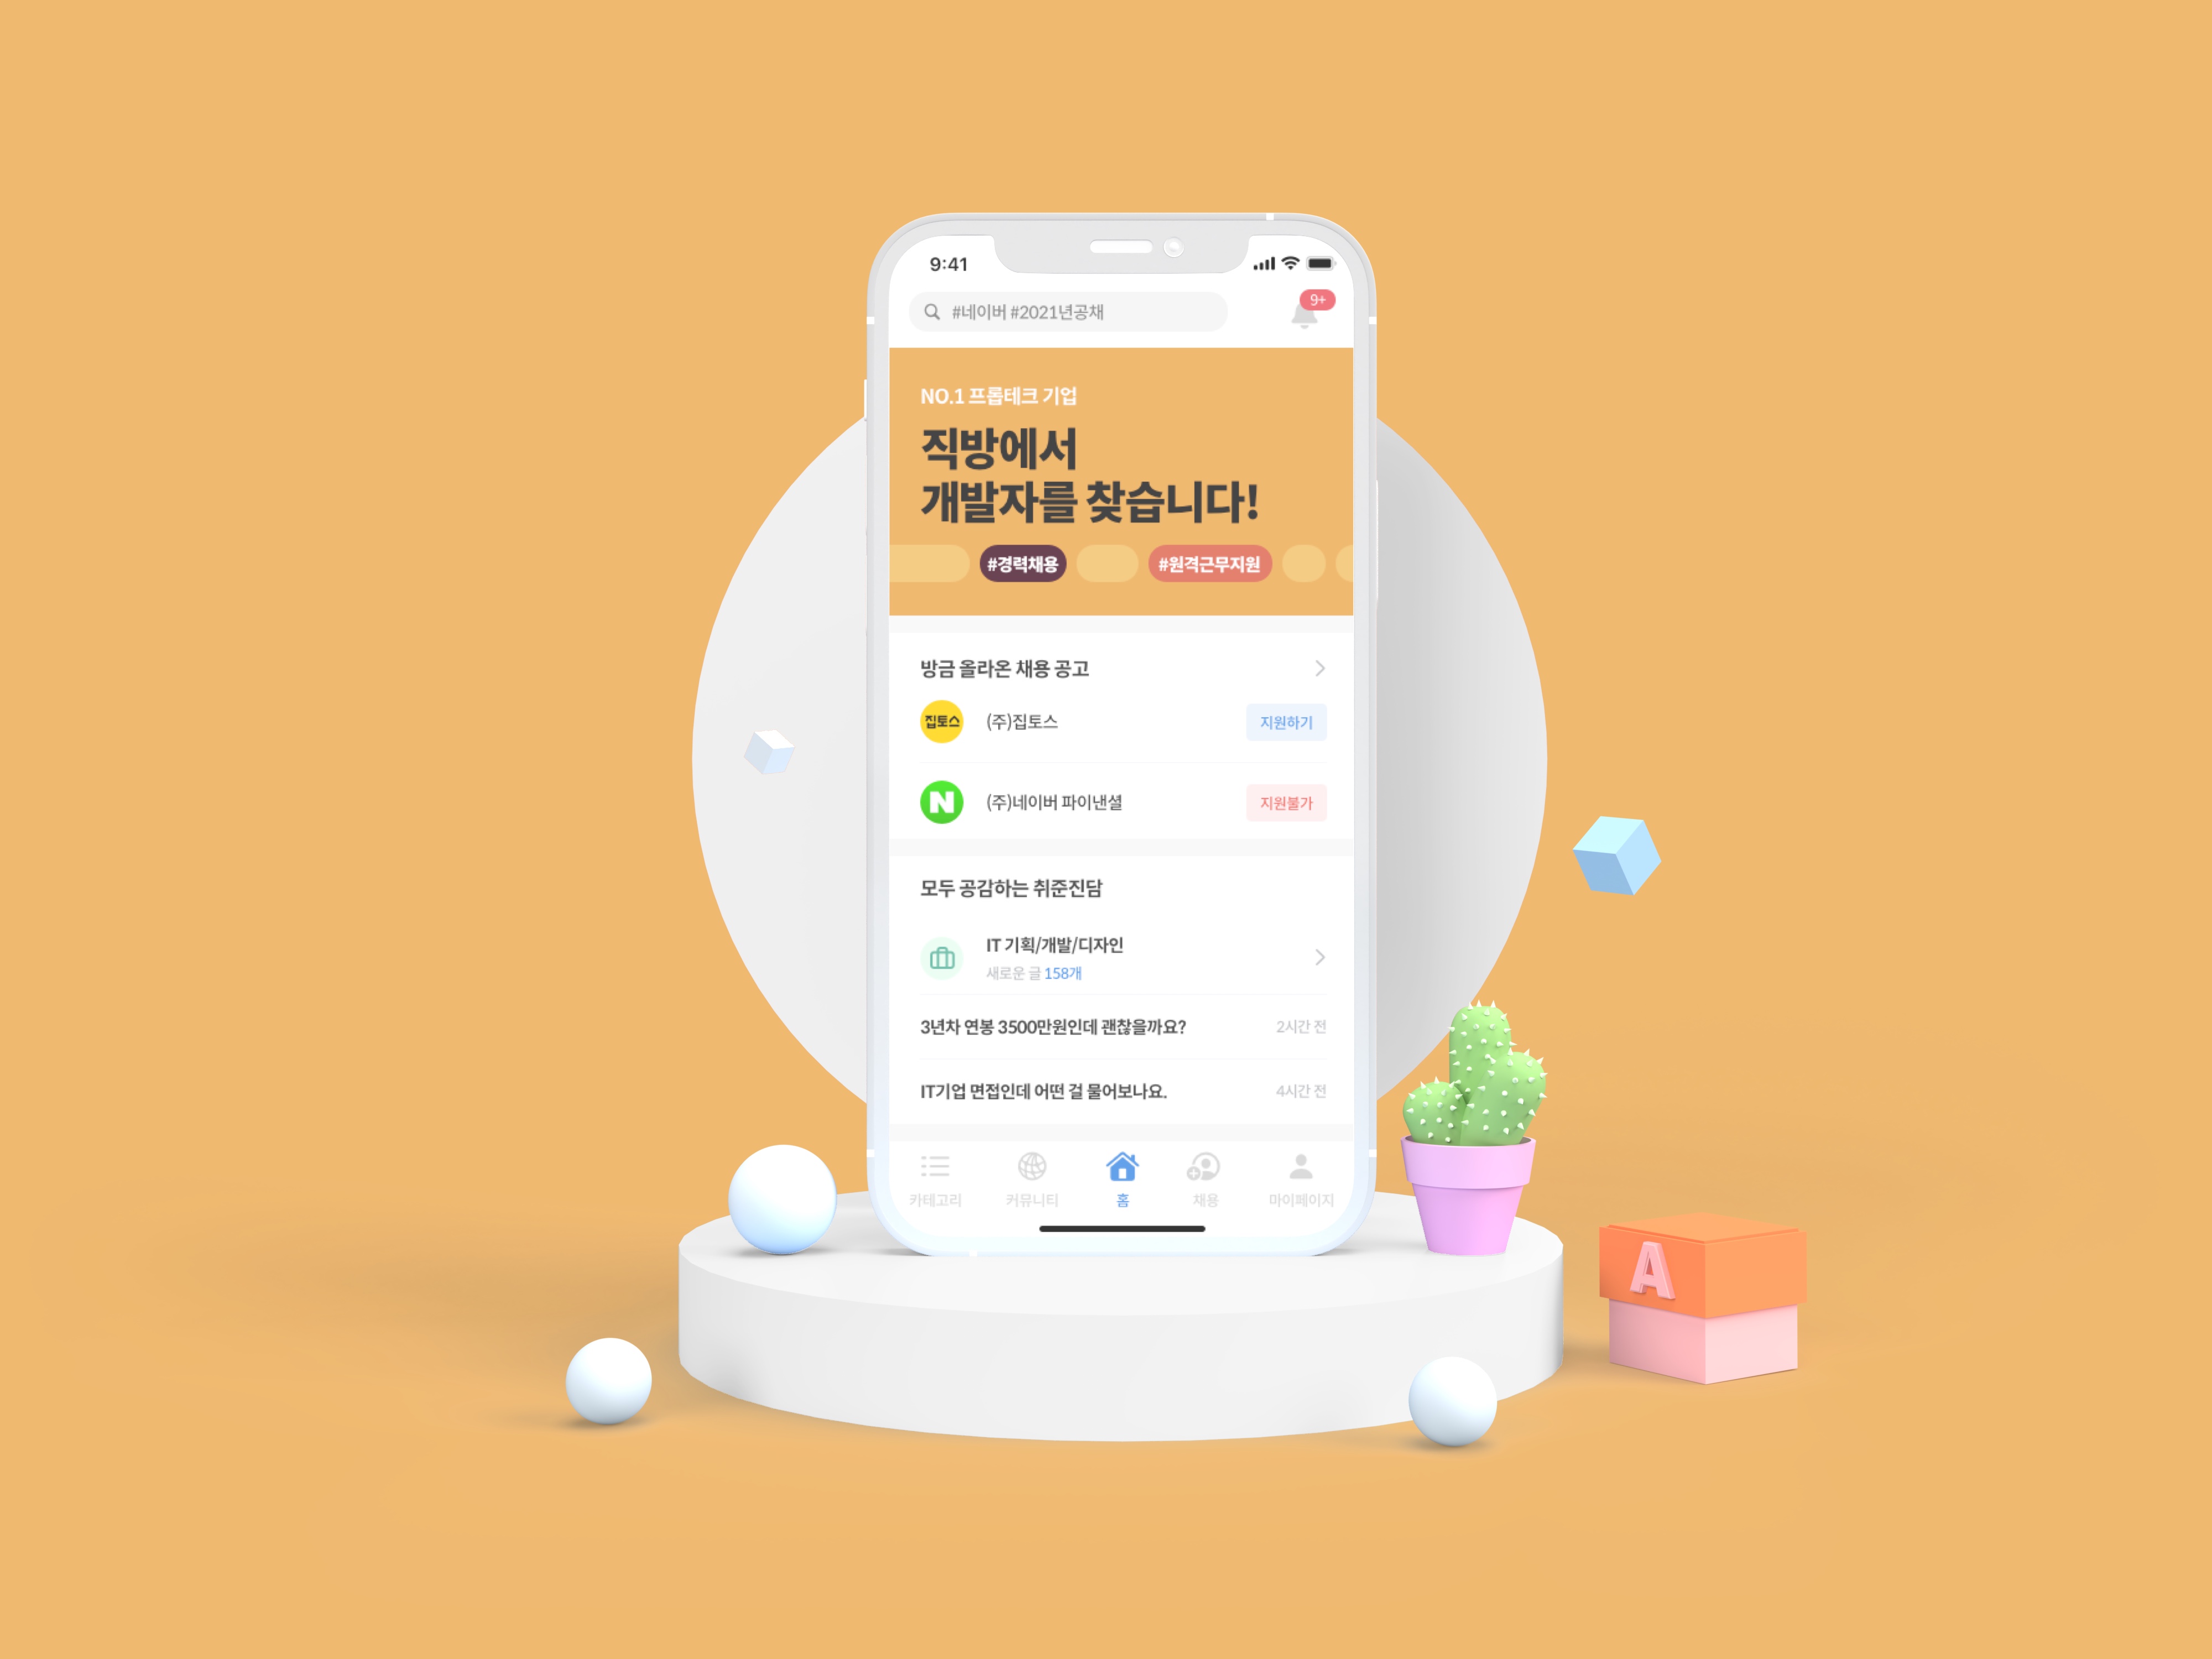 9:41
#네이버 #2021년공채
9+
NO.1 프롭테크 기업
직방에서
개발자를 찾습니다!
#경력채용 #원격근무지원
방금 올라온 채용 공고
집토스 (주)집토스 지원하기
N (주)네이버 파이낸셜 지원불가
모두 공감하는 취준진담
IT 기획/개발/디자인
새로운 글 158개
3년차 연봉 3500만원인데 괜찮을까요? 2시간 전
IT기업 면접인데 어떤 걸 물어보나요. 4시간 전
카테고리 커뮤니티 홈 채용 마이페이지
A